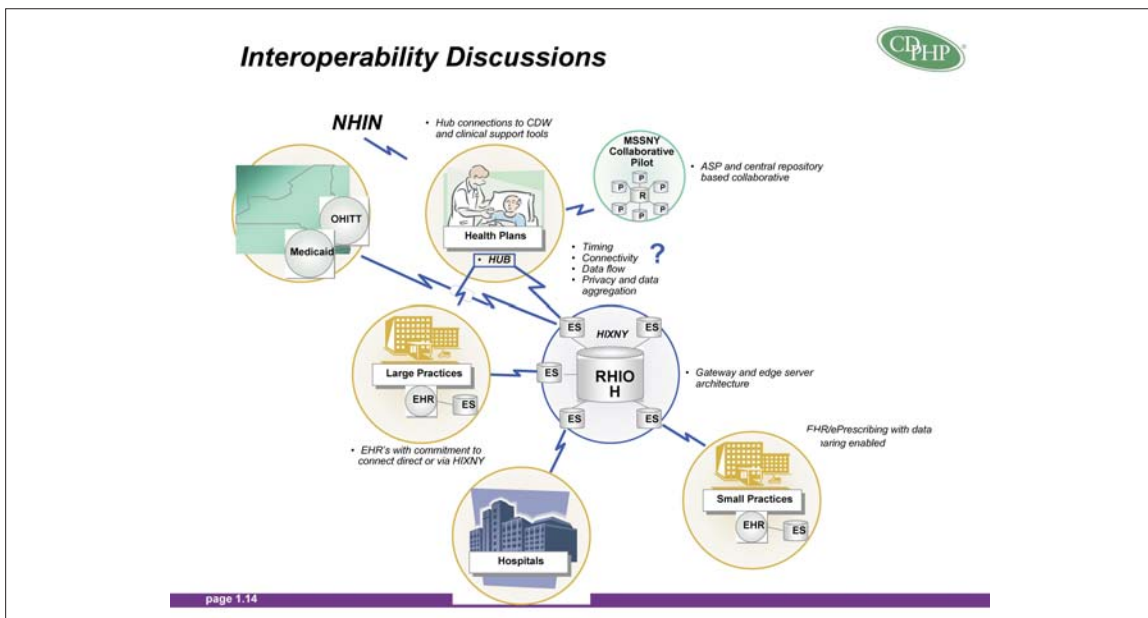 Interoperability Discussions
CDPHP®
NHIN
• Hub connections to CDW
and clinical support tools
MSSNY
Collaborative
Pilot
P
P
P
R
P
P
P
• ASP and central repository
based collaborative
OHITT
Medicaid
Health Plans
• HUB
• Timing
• Connectivity
• Data flow
• Privacy and data
aggregation
?
Large Practices
EHR
ES
• EHR's with commitment to
connect direct or via HIXNY
ES
HIXNY
ES
ES
RHIO
H
ES
ES
• Gateway and edge server
architecture
EHR/ePrescribing with data
haring enabled
Small Practices
EHR
ES
Hospitals
page 1.14